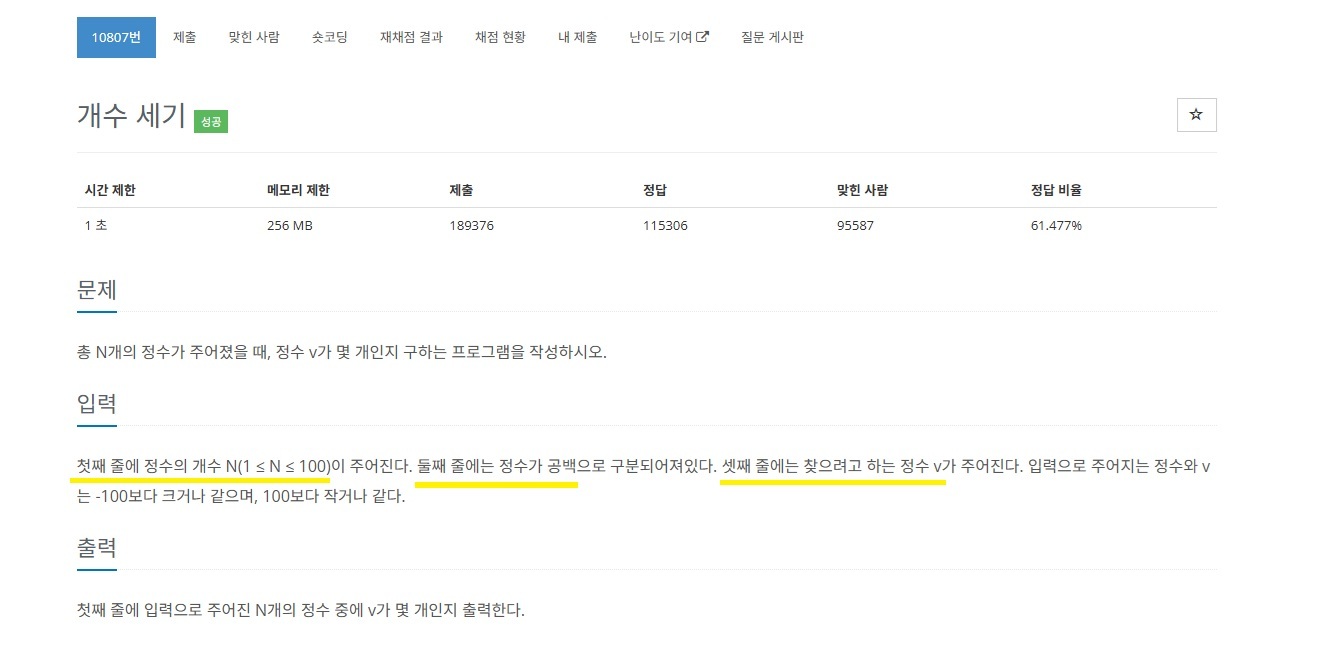 10807번 제출 맞힌 사람 숏코딩 재채점 결과 채점 현황 내 제출 난이도 기여 질문 게시판
개수 세기 성공
시간 제한 메모리 제한 제출 정답 맞힌 사람 정답 비율
1 초 256 MB 189376 115306 95587 61.477%
문제
총 N개의 정수가 주어졌을 때, 정수 v가 몇 개인지 구하는 프로그램을 작성하시오.
입력
첫째 줄에 정수의 개수 N(1 ≤ N ≤ 100)이 주어진다. 둘째 줄에는 정수가 공백으로 구분되어져있다. 셋째 줄에는 찾으려고 하는 정수 v가 주어진다. 입력으로 주어지는 정수와 v
는 -100보다 크거나 같으며, 100보다 작거나 같다.
출력
첫째 줄에 입력으로 주어진 N개의 정수 중에 v가 몇 개인지 출력한다.